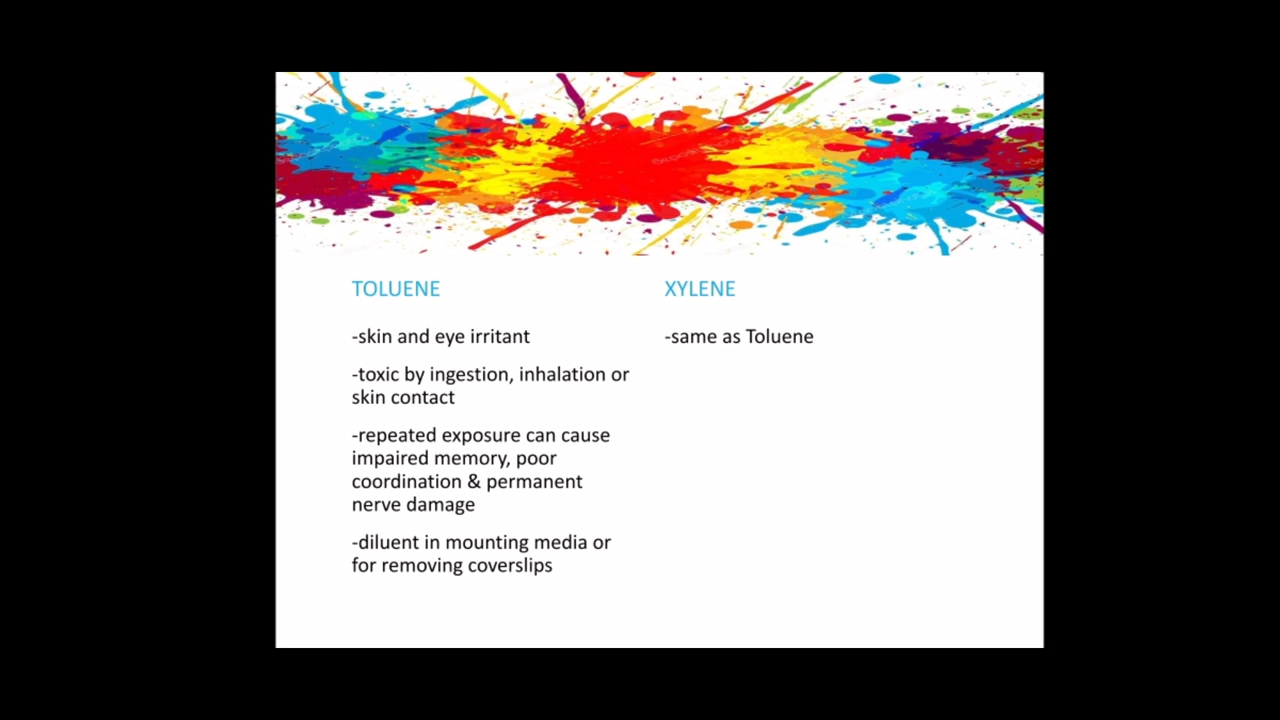 TOLUENE
-skin and eye irritant
-toxic by ingestion, inhalation or
skin contact
-repeated exposure can cause
impaired memory, poor
coordination & permanent
nerve damage
-diluent in mounting media or
for removing coverslips
XYLENE
-same as Toluene